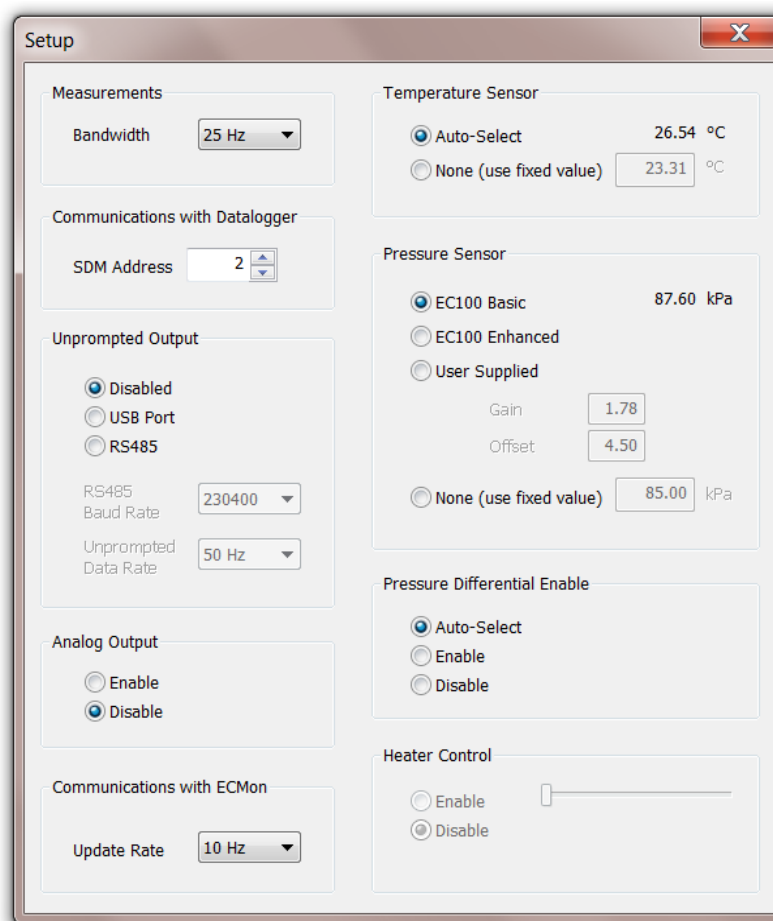 Setup
X
Measurements
Bandwidth 25 Hz
Communications with Datalogger
SDM Address 2
Unprompted Output
Disabled
USB Port
RS485
RS485
Baud Rate 230400
Unprompted
Data Rate 50 Hz
Analog Output
Enable
Disable
Communications with ECMon
Update Rate 10 Hz
Temperature Sensor
Auto-Select 26.54 ºC
None (use fixed value) 23.31 ºC
Pressure Sensor
EC100 Basic 87.60 kPa
EC100 Enhanced
User Supplied
Gain 1.78
Offset 4.50
None (use fixed value) 85.00 kPa
Pressure Differential Enable
Auto-Select
Enable
Disable
Heater Control
Enable
Disable